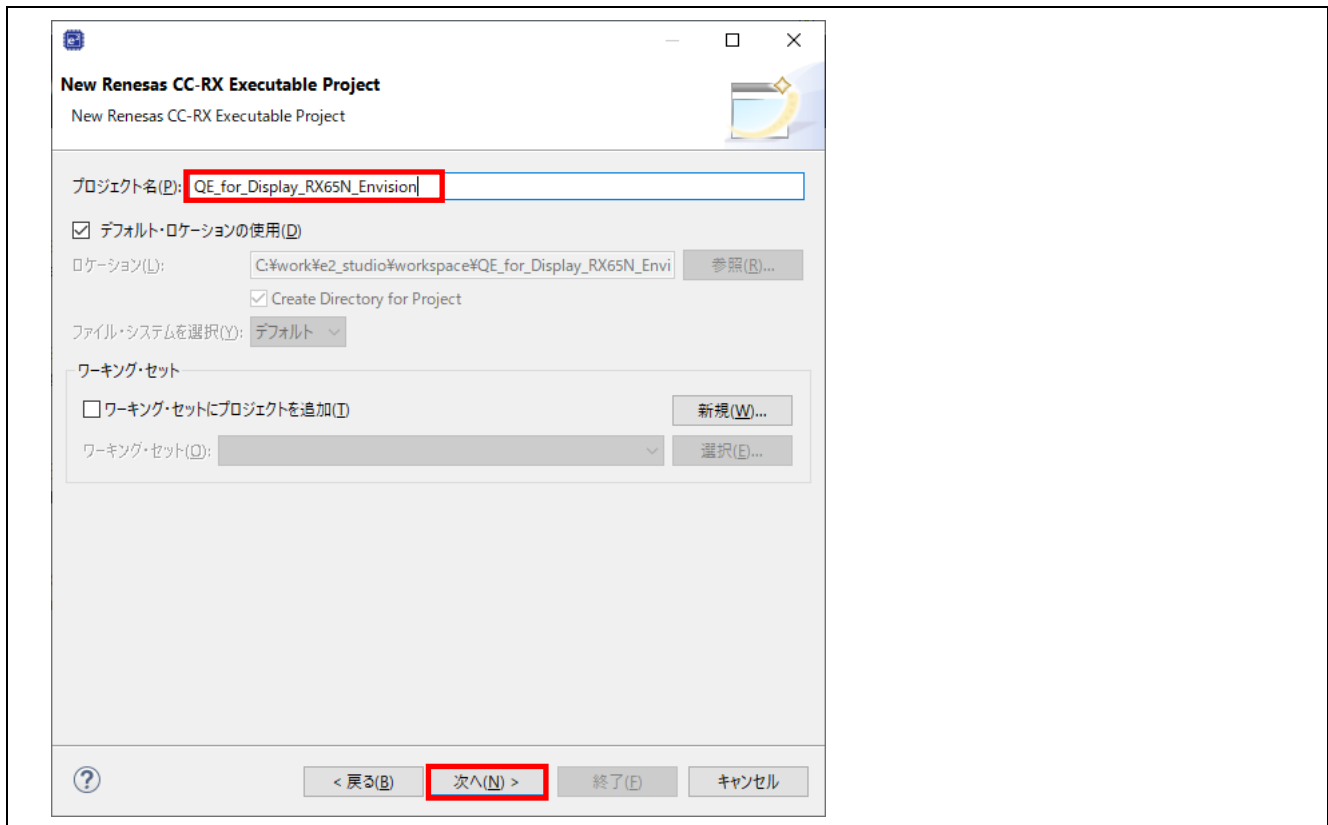 New Renesas CC-RX Executable Project
New Renesas CC-RX Executable Project
プロジェクト名(P): QE_for_Display_RX65N_Envision
デフォルト・ロケーションの使用(D)
ロケーション(L): C:¥work¥e2_studio¥workspace¥QE_for_Display_RX65N_Envi 参照(R)...
Create Directory for Project
ファイル・システムを選択(Y): デフォルト
ワーキング・セット
ワーキング・セットにプロジェクトを追加(T) 新規(W)...
ワーキング・セット(O): 選択(E)...
? < 戻る(B) 次へ(N) > 終了(F) キャンセル